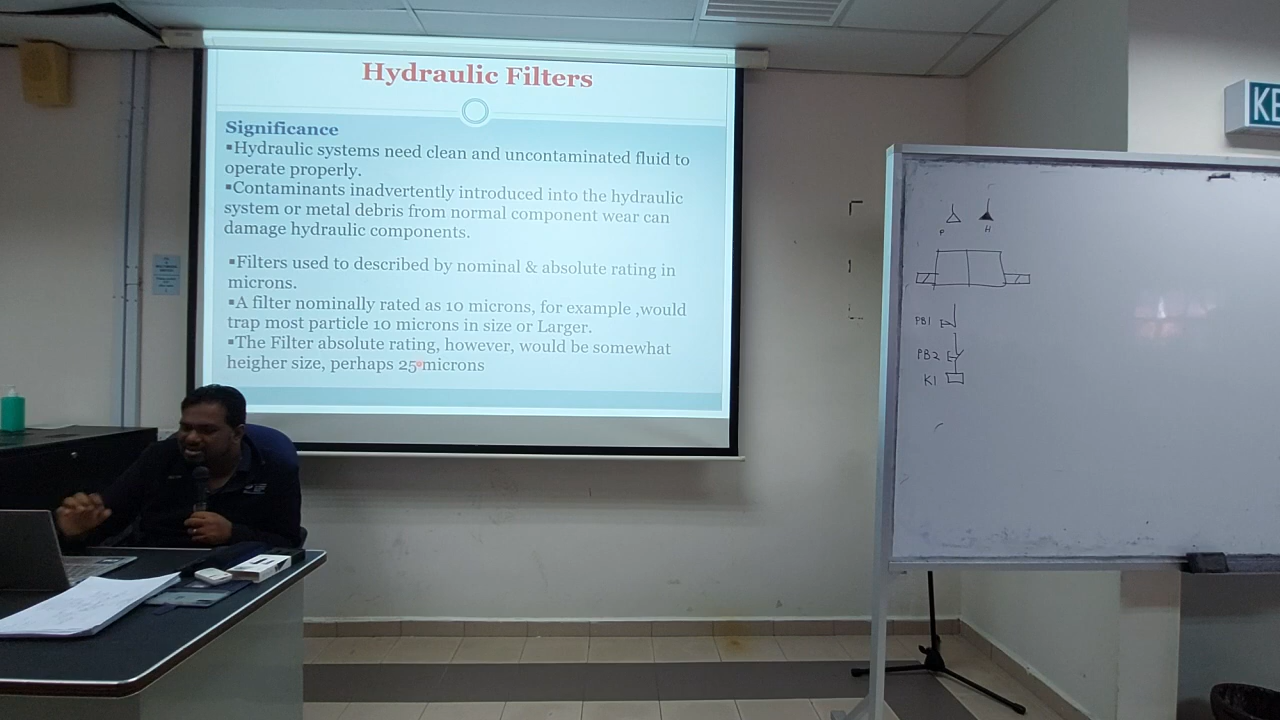 Hydraulic Filters
Significance
▪Hydraulic systems need clean and uncontaminated fluid to
operate properly.
▪Contaminants inadvertently introduced into the hydraulic
system or metal debris from normal component wear can
damage hydraulic components.
▪Filters used to described by nominal & absolute rating in
microns.
▪A filter nominally rated as 10 microns, for example ,would
trap most particle 10 microns in size or Larger.
▪The Filter absolute rating, however, would be somewhat
heigher size, perhaps 25 microns
KE
P H
PB1
PB2
K1